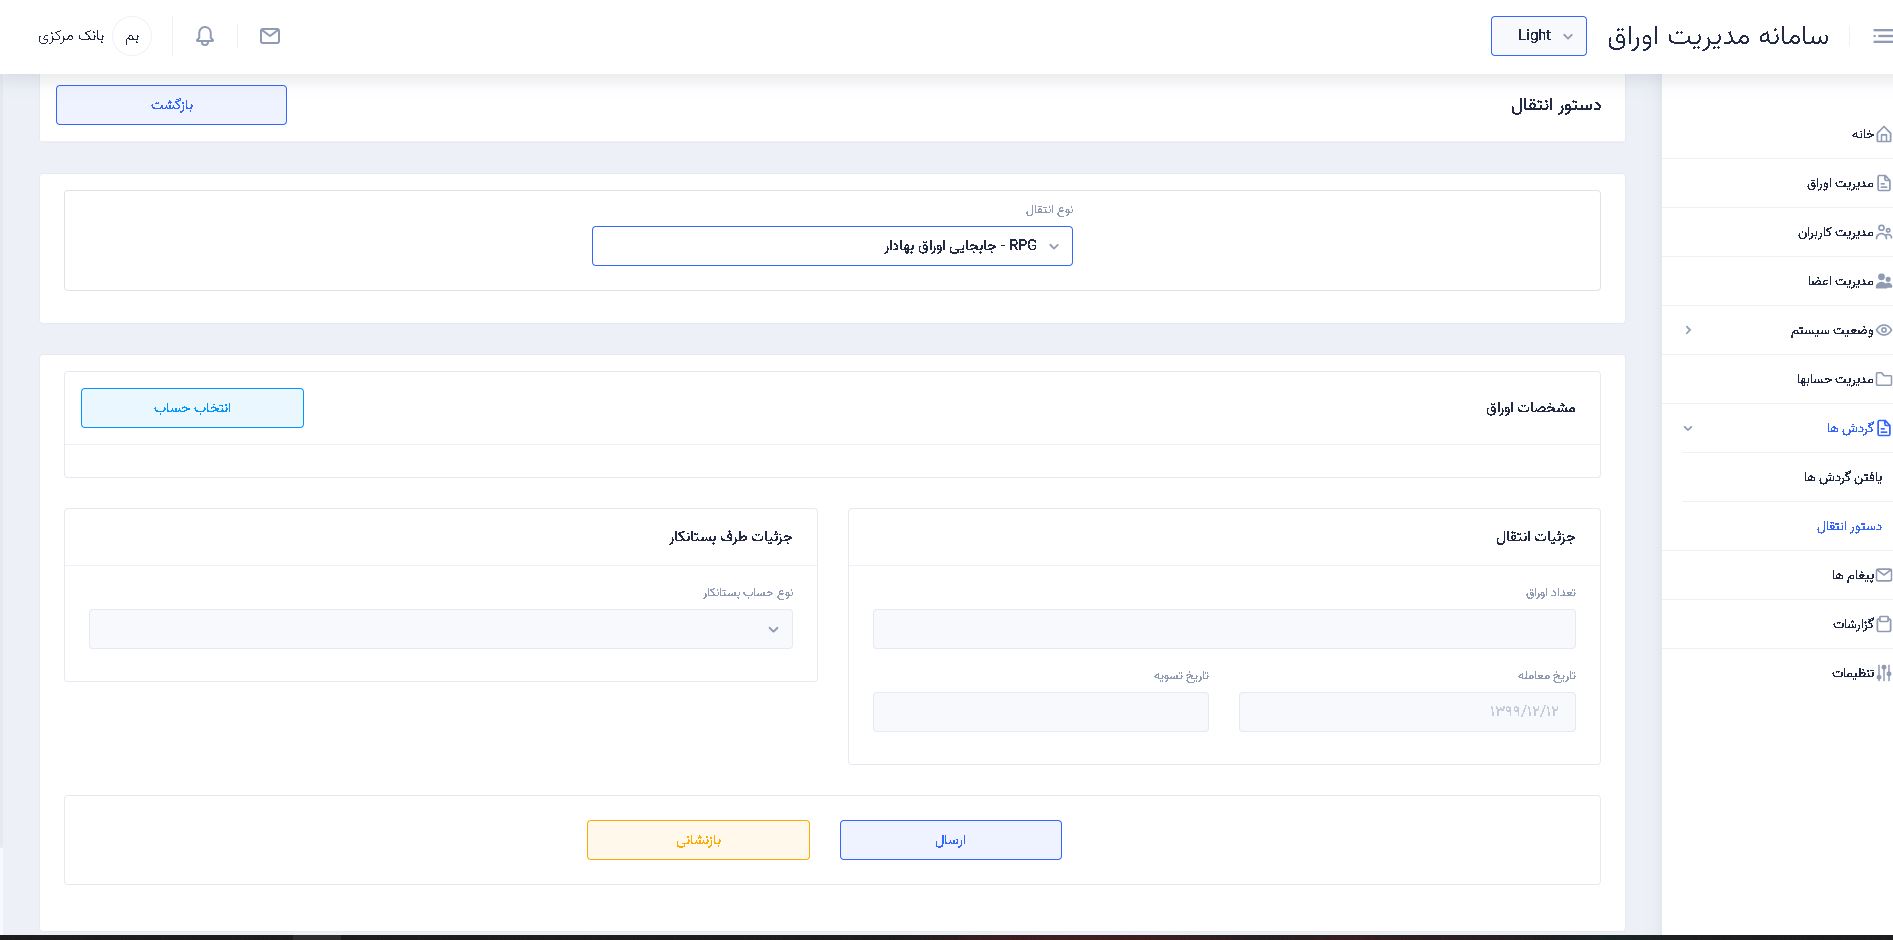 سامانه مدیریت اوراق
Light
بم
بانک مرکزی
خانه
مدیریت اوراق
مدیریت کاربران
مدیریت اعضا
وضعیت سیستم
مدیریت حسابها
گردش ها
یافتن گردش ها
دستور انتقال
پیغام ها
گزارشات
تنظیمات
دستور انتقال
بازگشت
نوع انتقال
RPG - جابجایی اوراق بهادار
مشخصات اوراق
انتخاب حساب
جزئیات انتقال
تعداد اوراق
تاریخ معامله
تاریخ تسویه
۱۳۹۹/۱۲/۱۲
جزئیات طرف بستانکار
نوع حساب بستانکار
ارسال
بازنشانی